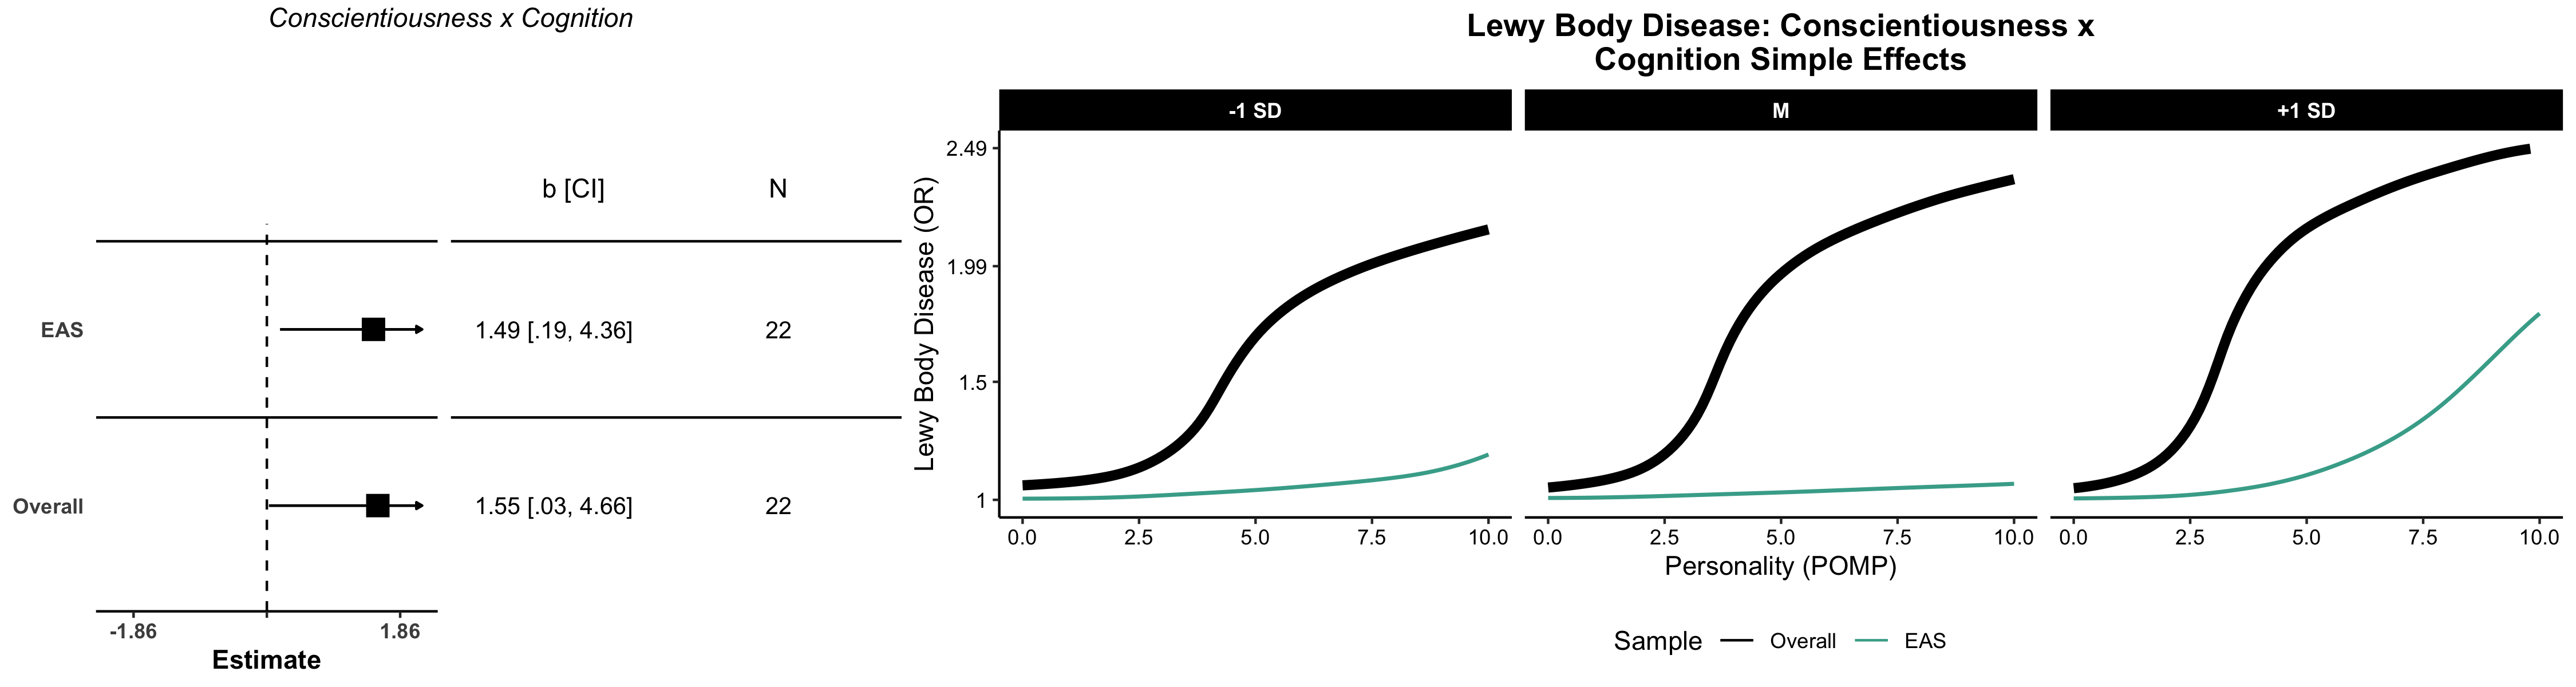 Conscientiousness x Cognition
b [CI] N
EAS 1.49 [.19, 4.36] 22
Overall 1.55 [.03, 4.66] 22
-1.86 1.86
Estimate
Lewy Body Disease: Conscientiousness x
Cognition Simple Effects
-1 SD M +1 SD
Lewy Body Disease (OR)
2.49
1.99
1.5
1
0.0 2.5 5.0 7.5 10.0 0.0 2.5 5.0 7.5 10.0 0.0 2.5 5.0 7.5 10.0
Personality (POMP)
Sample Overall EAS